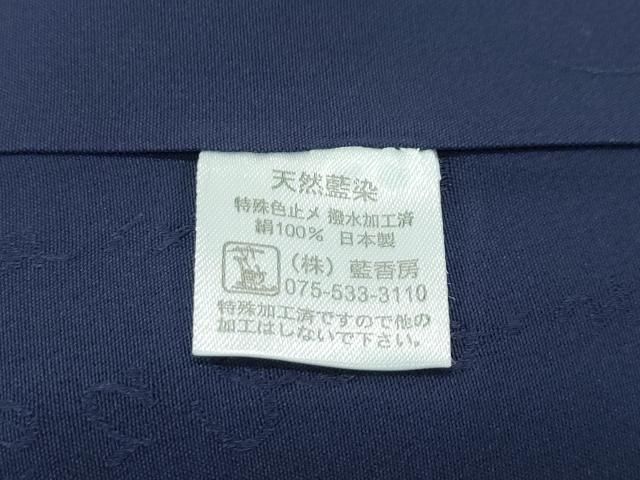 天然藍染
特殊色止メ 撥水加工済
絹100% 日本製
(株) 藍香房
075-533-3110
特殊加工済ですので他の
加工はしないで下さい。